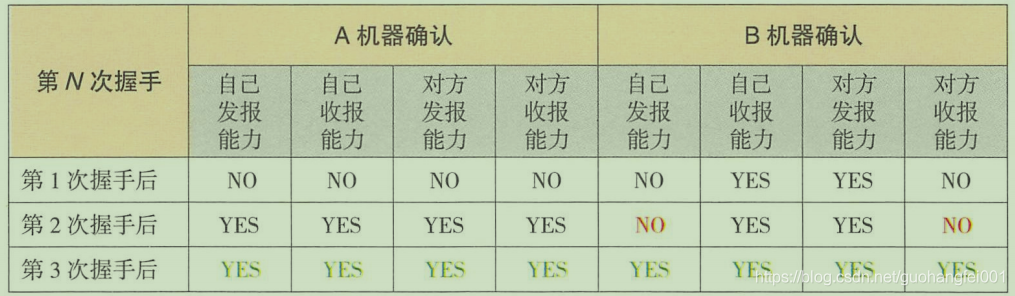 第 N 次握手 A 机器确认 B 机器确认
自己发报能力 自己收报能力 对方发报能力 对方收报能力 自己发报能力 自己收报能力 对方发报能力 对方收报能力
第 1 次握手后 NO NO NO NO NO YES YES NO
第 2 次握手后 YES YES YES YES NO YES YES NO
第 3 次握手后 YES YES YES YES YES YES YES YES
https://blog.csdn.net/guohangfei001